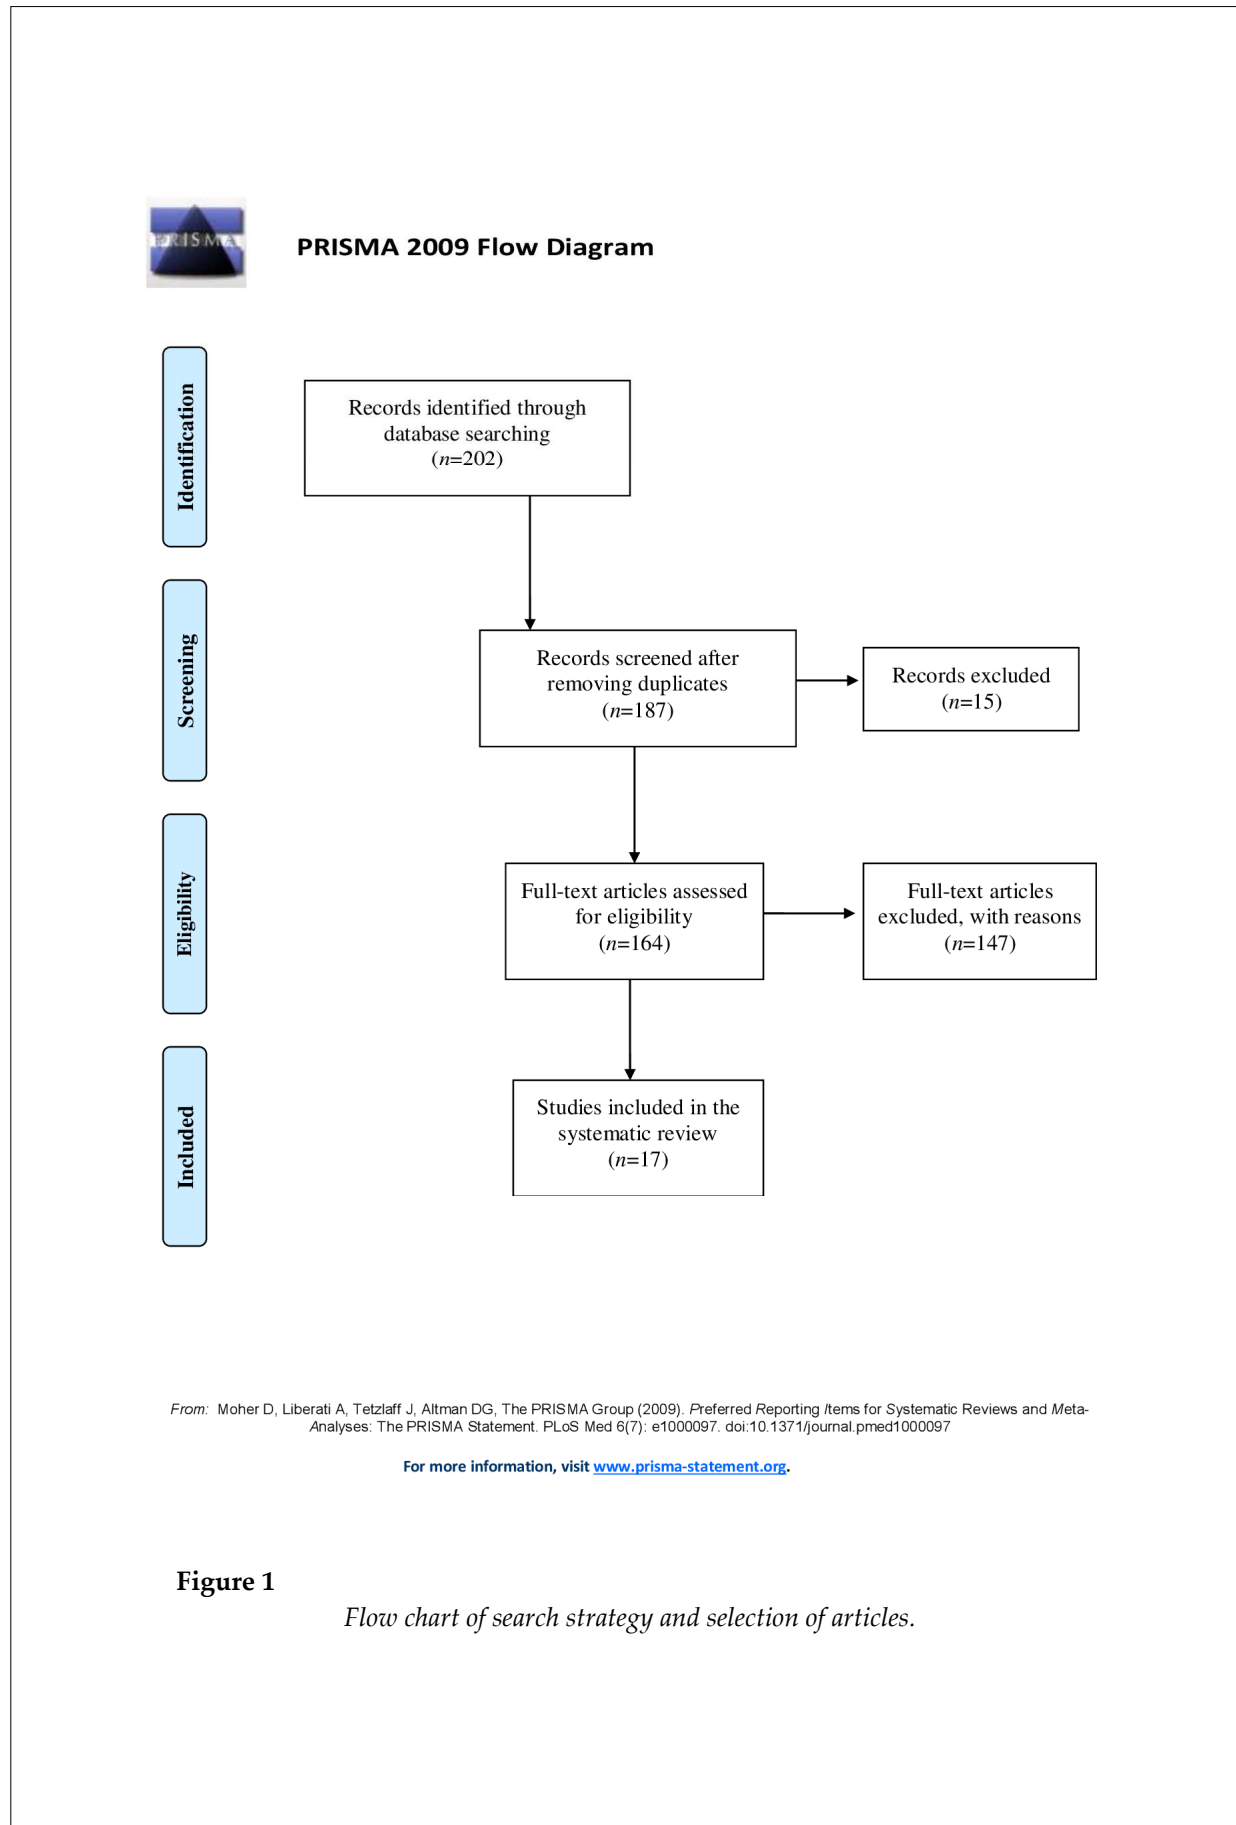 PRISMA
PRISMA 2009 Flow Diagram
Identification
Records identified through
database searching
(n=202)
Screening
Records screened after
removing duplicates
(n=187)
Records excluded
(n=15)
Eligibility
Full-text articles assessed
for eligibility
(n=164)
Full-text articles
excluded, with reasons
(n=147)
Included
Studies included in the
systematic review
(n=17)
From: Moher D, Liberati A, Tetzlaff J, Altman DG, The PRISMA Group (2009). Preferred Reporting Items for Systematic Reviews and Meta-
Analyses: The PRISMA Statement. PLoS Med 6(7): e1000097. doi:10.1371/journal.pmed1000097
For more information, visit www.prisma-statement.org.
Figure 1
Flow chart of search strategy and selection of articles.